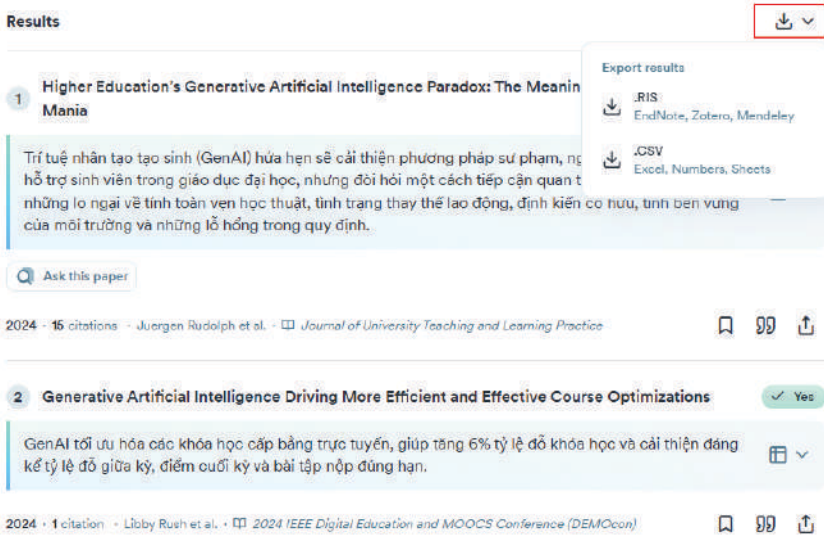 Results
Export results
.RIS
EndNote, Zotero, Mendeley
.CSV
Excel, Numbers, Sheets
1 Higher Education's Generative Artificial Intelligence Paradox: The Meanin
Mania
Trí tuệ nhân tạo tạo sinh (GenAI) hứa hẹn sẽ cải thiện phương pháp sư phạm, ng
hỗ trợ sinh viên trong giáo dục đại học, nhưng đòi hỏi một cách tiếp cận quan t
những lo ngại về tính toàn vẹn học thuật, tình trạng thay thế lao động, định kiến cố hữu, tính bền vững
của môi trường và những lỗ hổng trong quy định.
Ask this paper
2024 · 15 citations · Juergen Rudolph et al. · Journal of University Teaching and Learning Practice
2 Generative Artificial Intelligence Driving More Efficient and Effective Course Optimizations
Yes
GenAI tối ưu hóa các khóa học cấp bằng trực tuyến, giúp tăng 6% tỷ lệ đỗ khóa học và cải thiện đáng
kể tỷ lệ đỗ giữa kỳ, điểm cuối kỳ và bài tập nộp đúng hạn.
2024 · 1 citation · Libby Rush et al. · 2024 IEEE Digital Education and MOOCS Conference (DEMOcon)